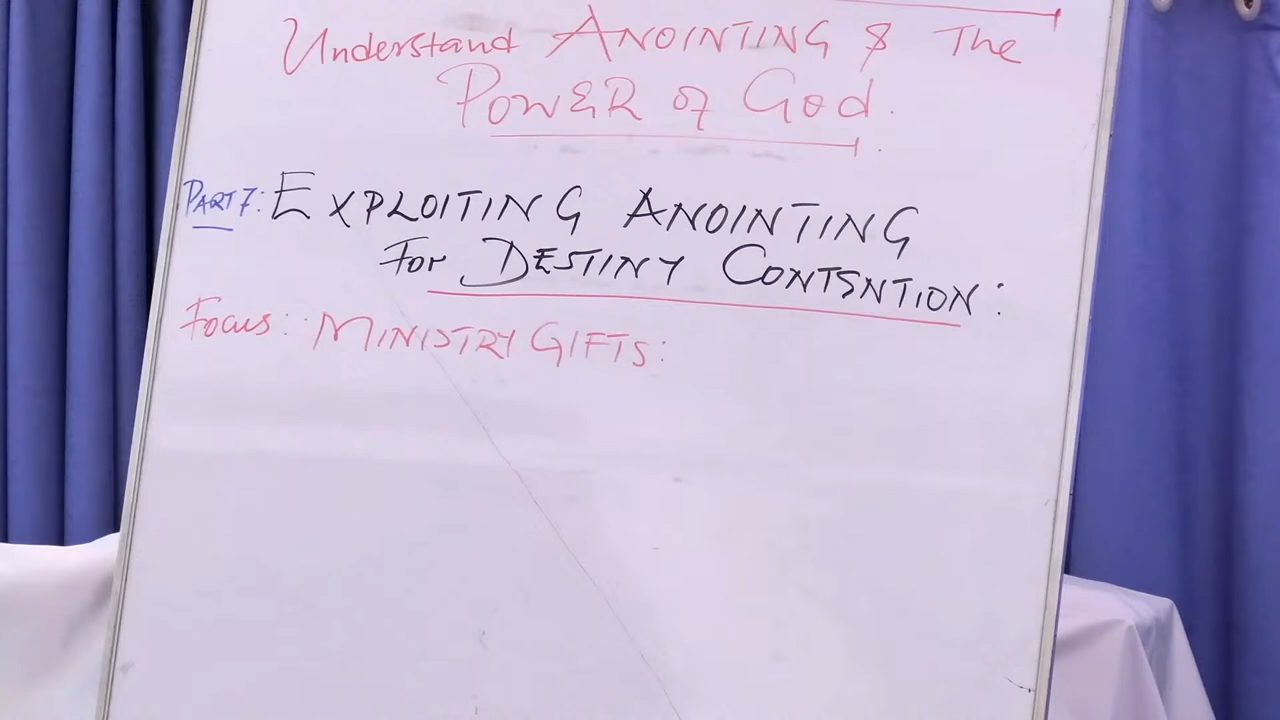 Understand ANOINTING & The
POWER of God.
PART 7: EXPLOITING ANOINTING
For DESTINY CONTSNTION:
Focus: MINISTRY GIFTS: